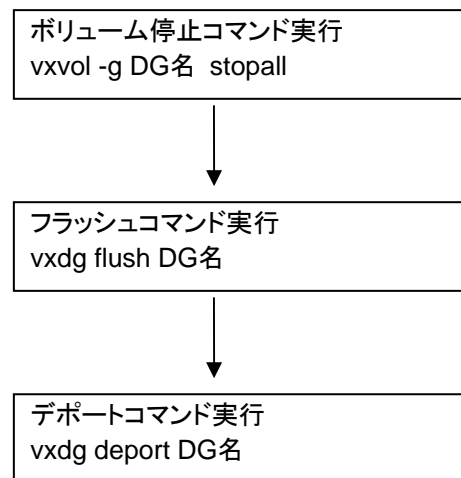 ボリューム停止コマンド実行
vxvol -g DG名  stopall
フラッシュコマンド実行
vxdg flush DG名
デポートコマンド実行
vxdg deport DG名